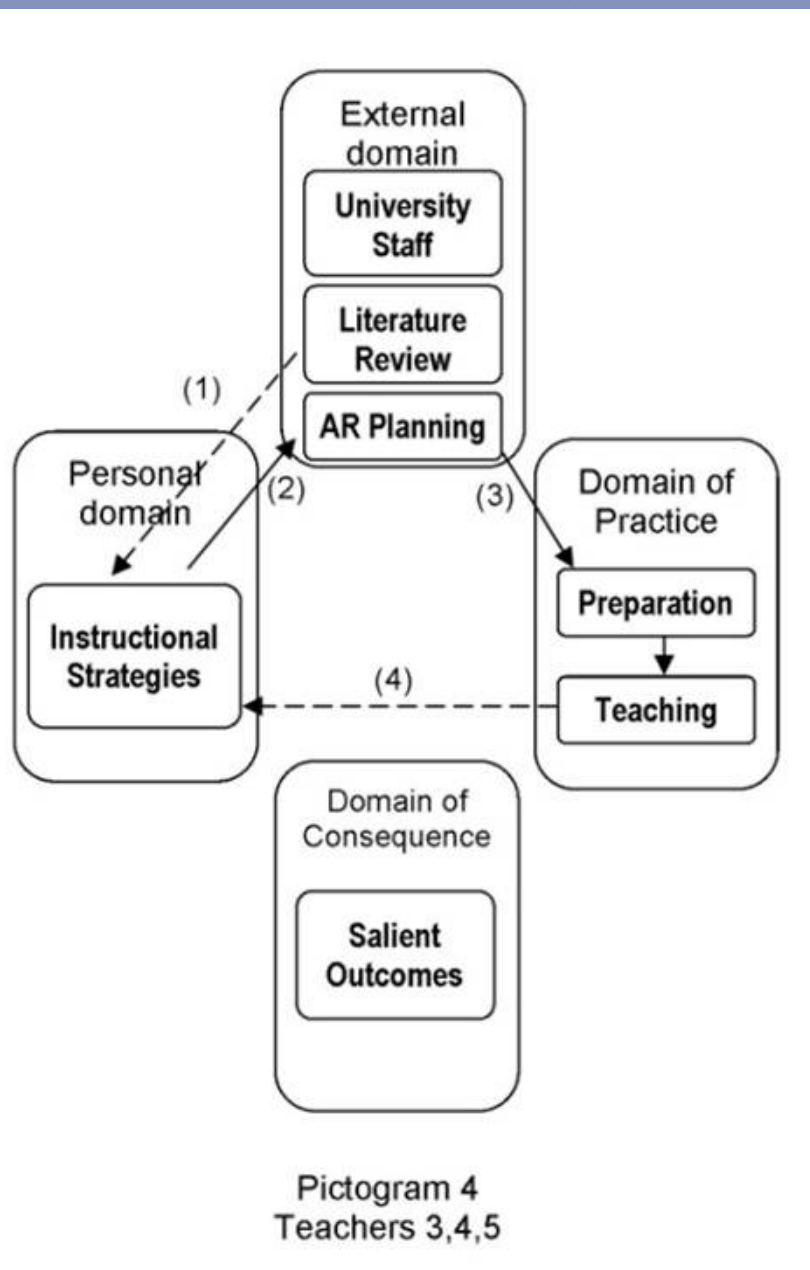 External
domain
University
Staff
Literature
Review
AR Planning
(1)
(2)
(3)
Personal
domain
Instructional
Strategies
Domain of
Practice
Preparation
Teaching
(4)
Domain of
Consequence
Salient
Outcomes
Pictogram 4
Teachers 3,4,5